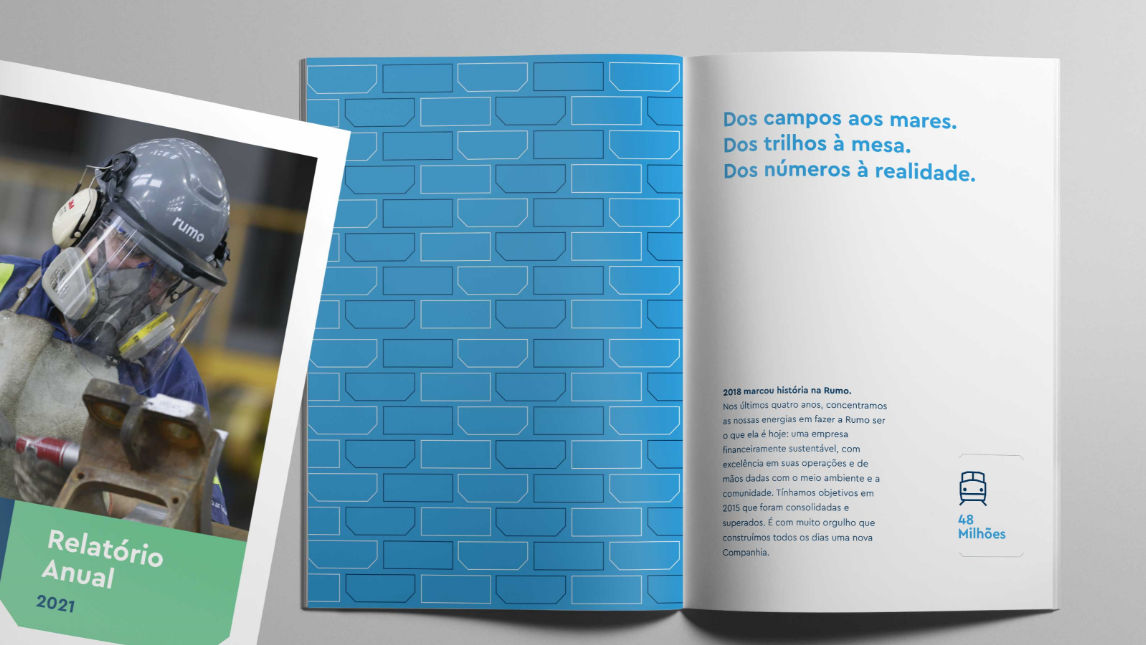 rumo
Relatório
Anual
2021
Dos campos aos mares.
Dos trilhos à mesa.
Dos números à realidade.
2018 marcou história na Rumo.
Nos últimos quatro anos, concentramos
as nossas energias em fazer a Rumo ser
o que ela é hoje: uma empresa
financeiramente sustentável, com
excelência em suas operações e de
mãos dadas com o meio ambiente e a
comunidade. Tínhamos objetivos em
2015 que foram consolidadas e
superados. É com muito orgulho que
construímos todos os dias uma nova
Companhia.
48
Milhões